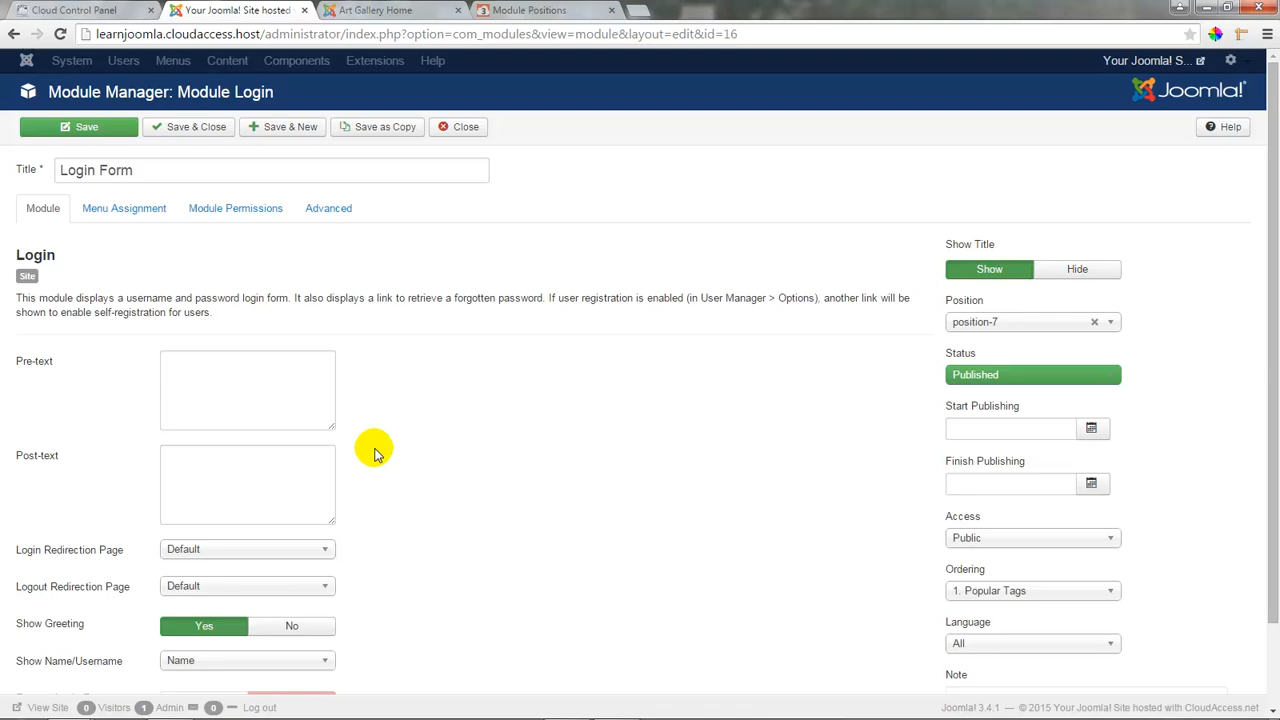 Cloud Control Panel
Your Joomla! Site hosted
Art Gallery Home
Module Positions
learnjoomla.cloudaccess.host/administrator/index.php?option=com_modules&view=module&layout=edit&id=16
System Users Menus Content Components Extensions Help
Your Joomla! S...
Module Manager: Module Login
Joomla!
Save
Save & Close
Save & New
Save as Copy
Close
Help
Title *
Login Form
Module
Menu Assignment
Module Permissions
Advanced
Login
Site
This module displays a username and password login form. It also displays a link to retrieve a forgotten password. If user registration is enabled (in User Manager > Options), another link will be
shown to enable self-registration for users.
Pre-text
Post-text
Login Redirection Page
Default
Logout Redirection Page
Default
Show Greeting
Yes
No
Show Name/Username
Name
Show Title
Show
Hide
Position
position-7
Status
Published
Start Publishing
Finish Publishing
Access
Public
Ordering
1. Popular Tags
Language
All
Note
View Site
0 Visitors
1 Admin
0
Log out
Joomla! 3.4.1 — © 2015 Your Joomla! Site hosted with CloudAccess.net